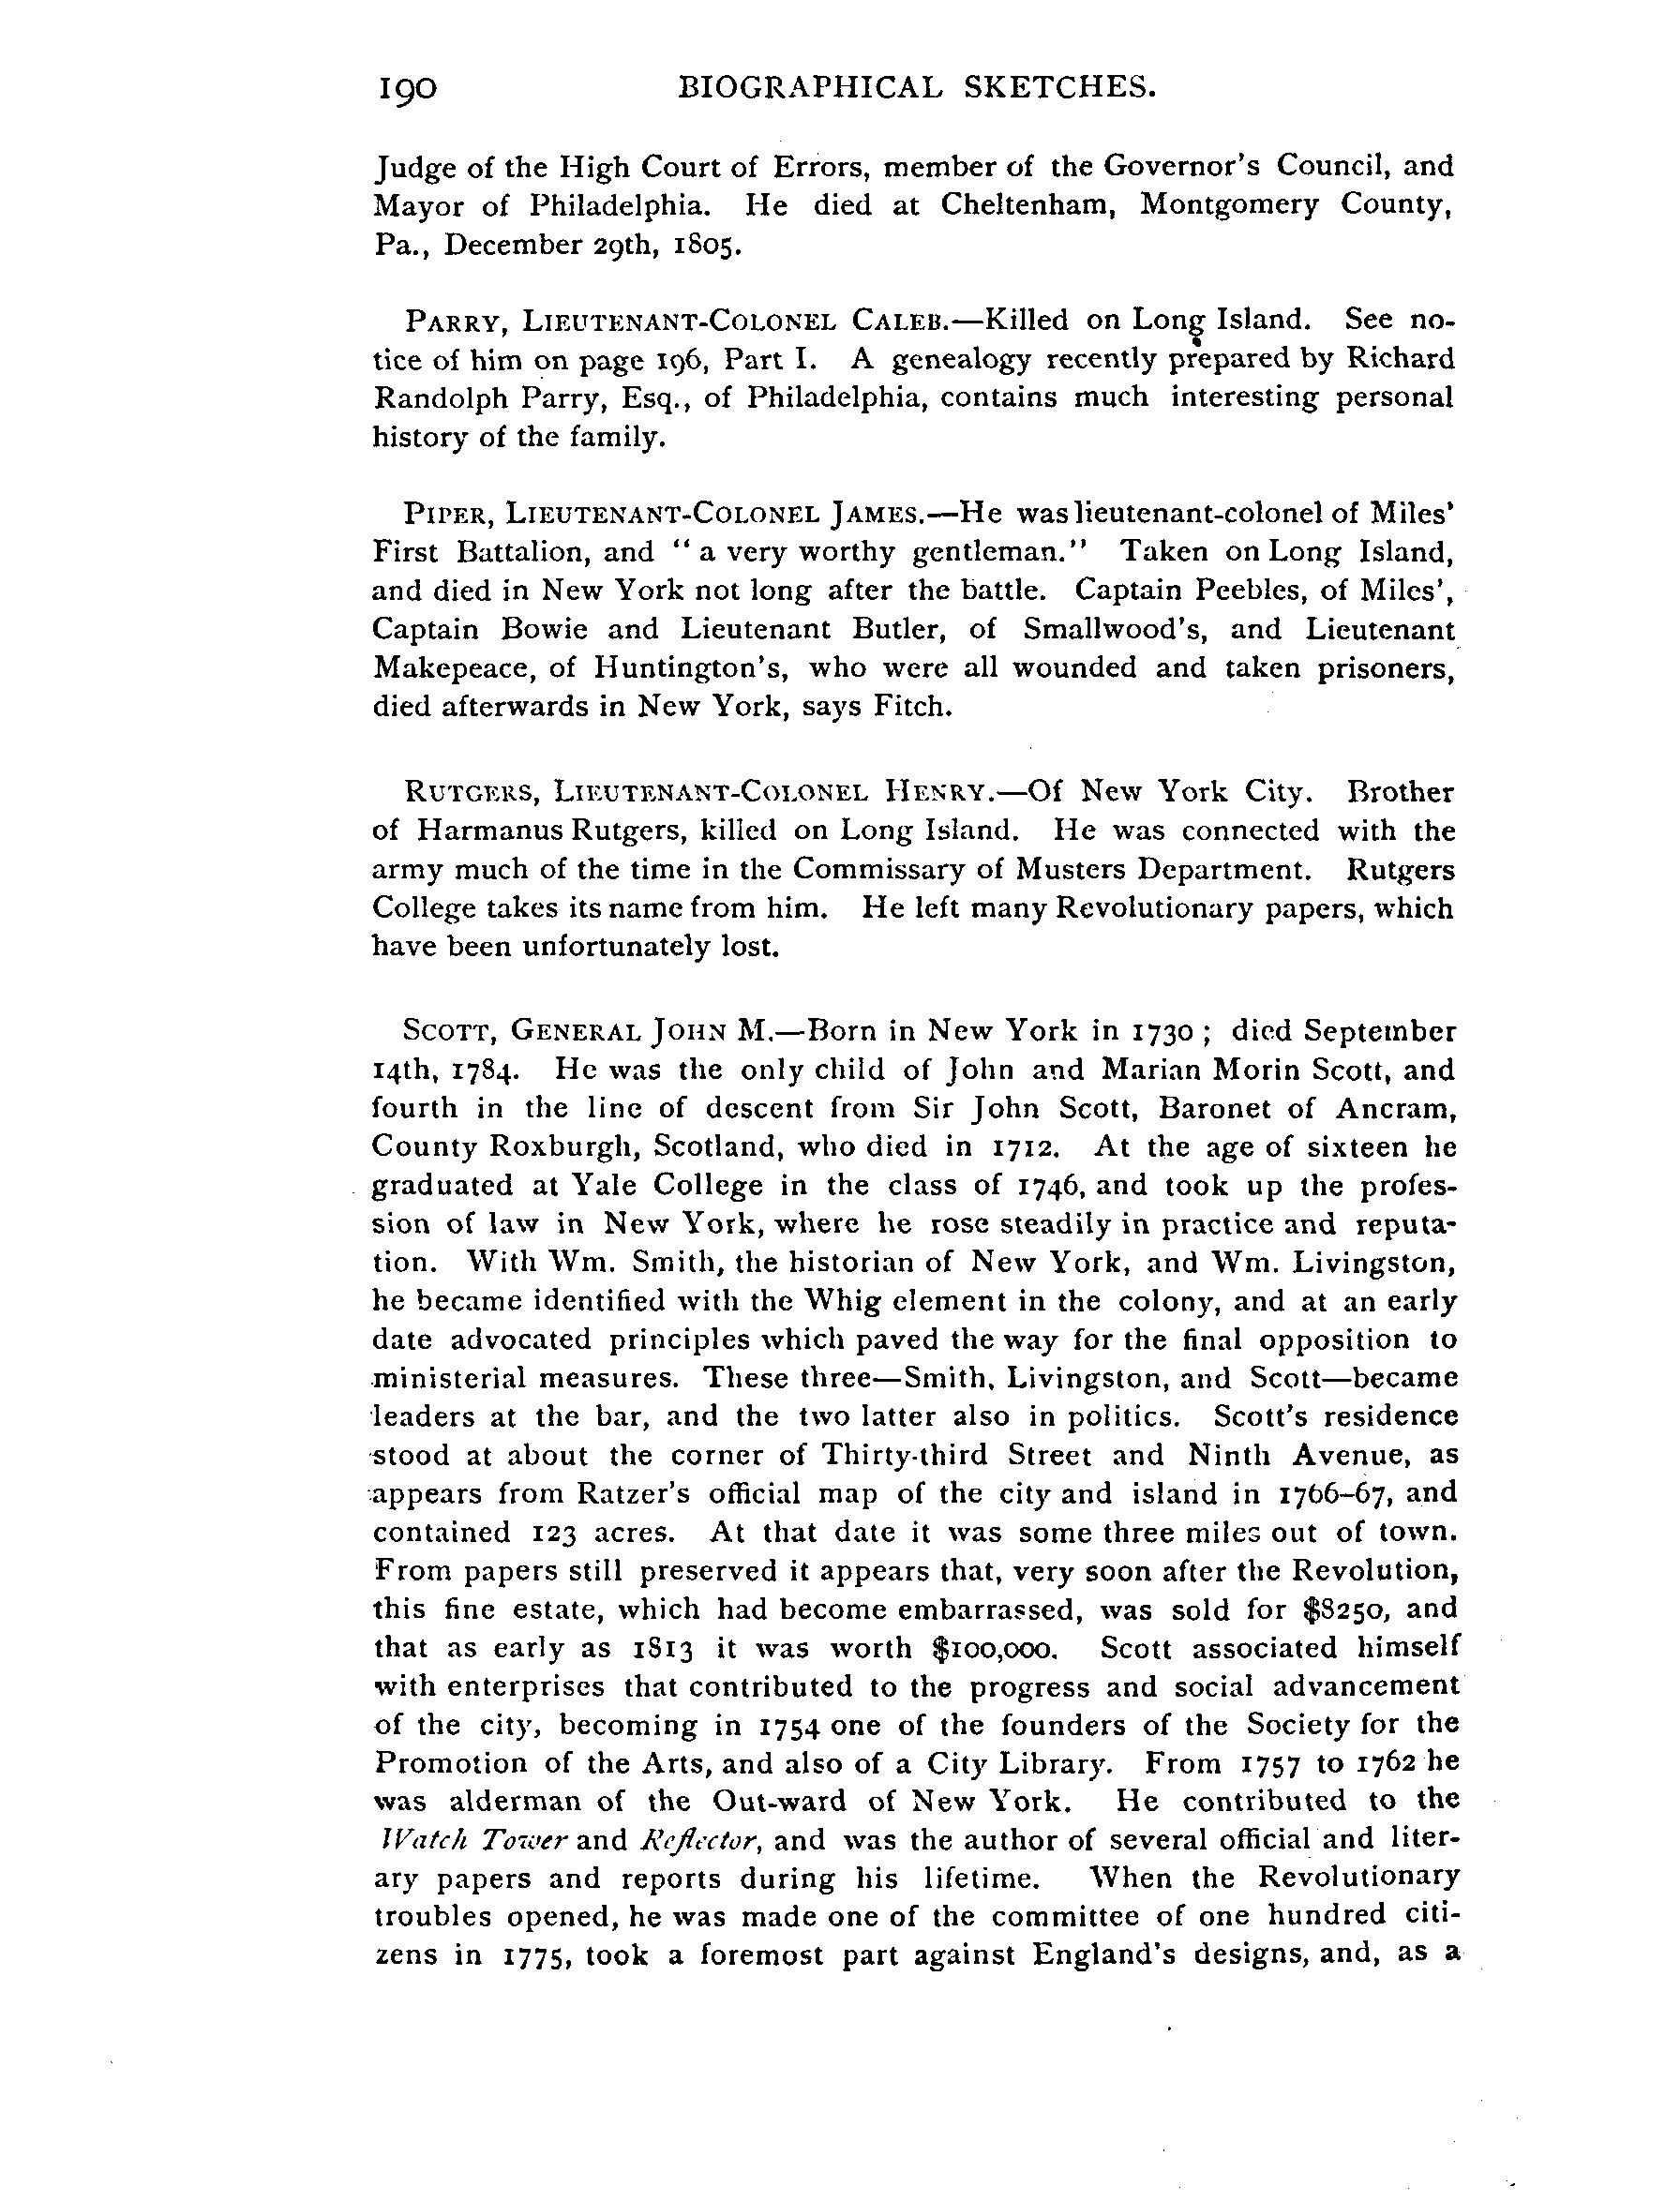 190 BIOGRAPHICAL SKETCHES.
Judge of the High Court of Errors, member of the Governor's Council, and
Mayor of Philadelphia. He died at Cheltenham, Montgomery County,
Pa., December 29th, 1805.
PARRY, LIEUTENANT-COLONEL CALEB.—Killed on Long Island. See no-
tice of him on page 196, Part I. A genealogy recently prepared by Richard
Randolph Parry, Esq., of Philadelphia, contains much interesting personal
history of the family.
PIPER, LIEUTENANT-COLONEL JAMES.—He was lieutenant-colonel of Miles'
First Battalion, and "a very worthy gentleman." Taken on Long Island,
and died in New York not long after the battle. Captain Peebles, of Miles',
Captain Bowie and Lieutenant Butler, of Smallwood's, and Lieutenant
Makepeace, of Huntington's, who were all wounded and taken prisoners,
died afterwards in New York, says Fitch.
RUTGERS, LIEUTENANT-COLONEL HENRY.—Of New York City. Brother
of Harmanus Rutgers, killed on Long Island. He was connected with the
army much of the time in the Commissary of Musters Department. Rutgers
College takes its name from him. He left many Revolutionary papers, which
have been unfortunately lost.
SCOTT, GENERAL JOHN M.—Born in New York in 1730; died September
14th, 1784. He was the only child of John and Marian Morin Scott, and
fourth in the line of descent from Sir John Scott, Baronet of Ancram,
County Roxburgh, Scotland, who died in 1712. At the age of sixteen he
graduated at Yale College in the class of 1746, and took up the profes-
sion of law in New York, where he rose steadily in practice and reputa-
tion. With Wm. Smith, the historian of New York, and Wm. Livingston,
he became identified with the Whig element in the colony, and at an early
date advocated principles which paved the way for the final opposition to
ministerial measures. These three—Smith, Livingston, and Scott—became
leaders at the bar, and the two latter also in politics. Scott's residence
stood at about the corner of Thirty-third Street and Ninth Avenue, as
appears from Ratzer's official map of the city and island in 1766-67, and
contained 123 acres. At that date it was some three miles out of town.
From papers still preserved it appears that, very soon after the Revolution,
this fine estate, which had become embarrassed, was sold for $8250, and
that as early as 1813 it was worth $100,000. Scott associated himself
with enterprises that contributed to the progress and social advancement
of the city, becoming in 1754 one of the founders of the Society for the
Promotion of the Arts, and also of a City Library. From 1757 to 1762 he
was alderman of the Out-ward of New York. He contributed to the
Watch Tower and Reflector, and was the author of several official and liter-
ary papers and reports during his lifetime. When the Revolutionary
troubles opened, he was made one of the committee of one hundred citi-
zens in 1775, took a foremost part against England's designs, and, as a